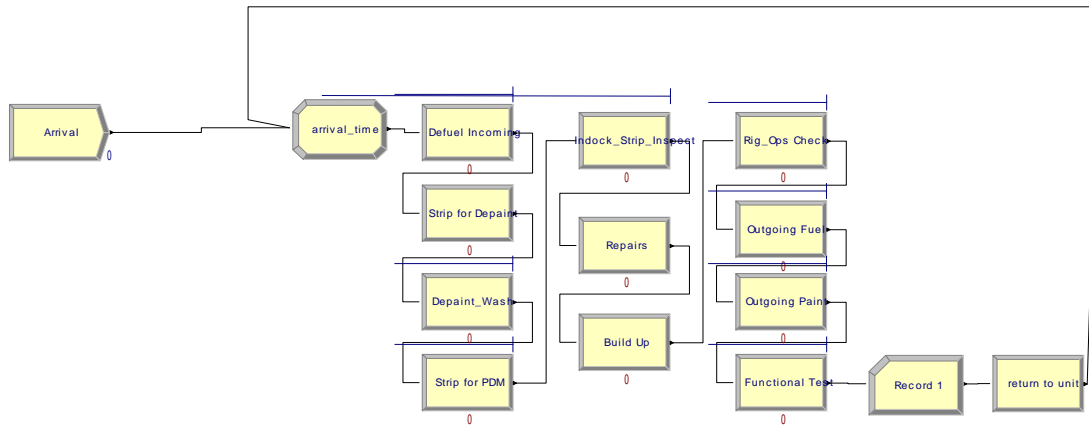 Arrival
0
arrival_time
Defuel Incoming
0
Strip for Depaint
0
Depaint_Wash
0
Strip for PDM
0
Indock_Strip_Inspect
0
Repairs
0
Build Up
0
Rig_Ops Check
0
Outgoing Fuel
0
Outgoing Paint
0
Functional Test
0
Record 1
return to unit